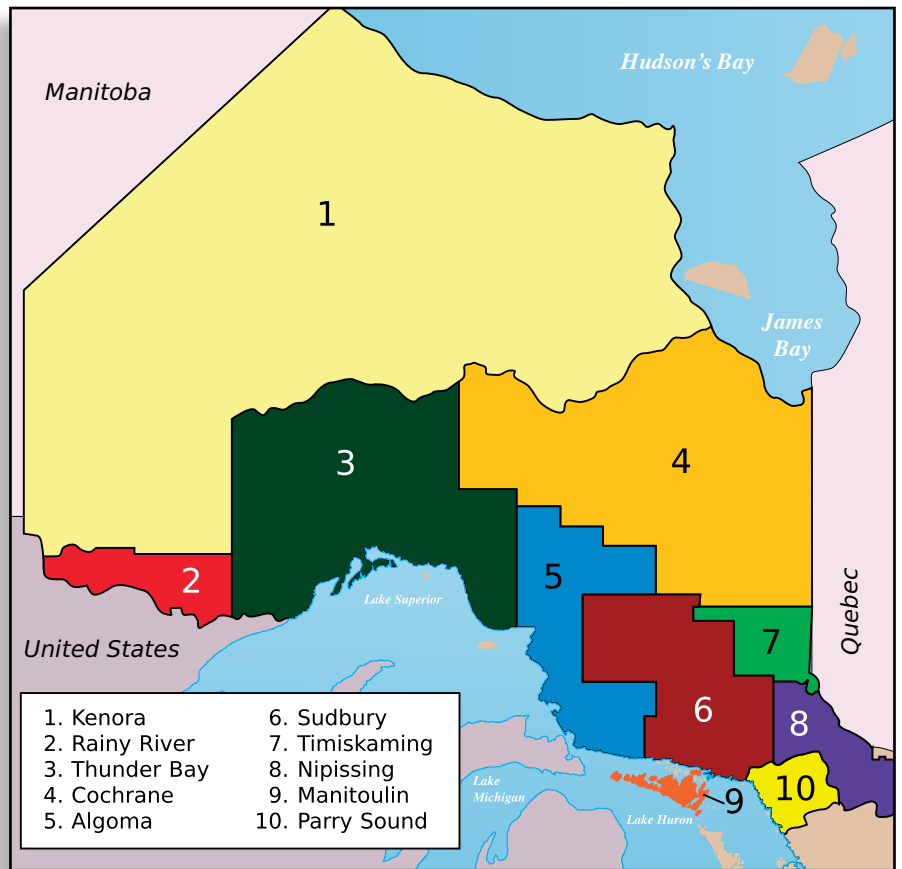 Hudson's Bay
Manitoba
1
James
Bay
3
4
5
2
Lake Superior
Quebec
7
United States
6
8
1. Kenora
2. Rainy River
3. Thunder Bay
4. Cochrane
5. Algoma
6. Sudbury
7. Timiskaming
8. Nipissing
9. Manitoulin
10. Parry Sound
Lake
Michigan
10
9
Lake Huron